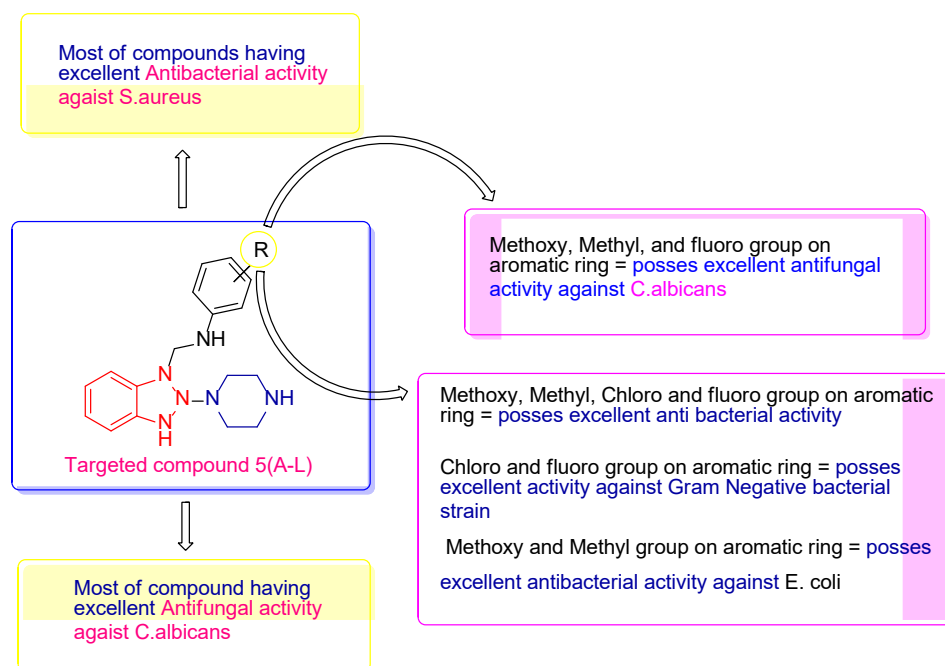 Most of compounds having
excellent Antibacterial activity
agaist S.aureus
R
NH
N
N
N
NH
N
H
Targeted compound 5(A-L)
Most of compound having
excellent Antifungal activity
agaist C.albicans
Methoxy, Methyl, and fluoro group on
aromatic ring = posses excellent antifungal
activity against C.albicans
Methoxy, Methyl, Chloro and fluoro group on aromatic
ring = posses excellent anti bacterial activity
Chloro and fluoro group on aromatic ring = posses
excellent activity against Gram Negative bacterial
strain
Methoxy and Methyl group on aromatic ring = posses
excellent antibacterial activity against E. coli